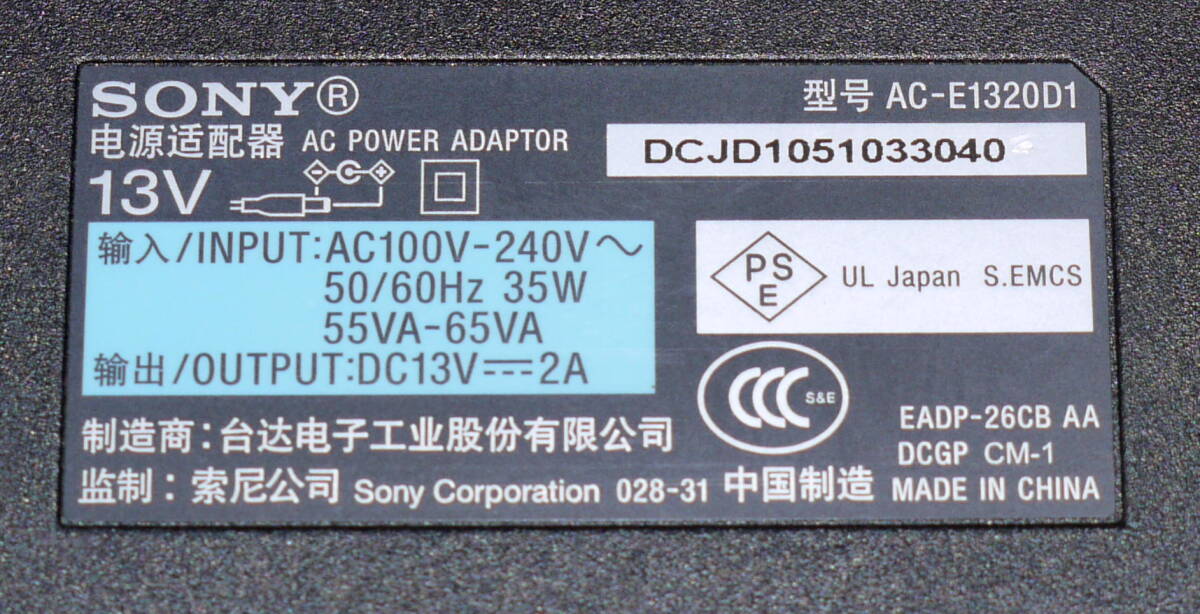 SONY®
型号 AC-E1320D1
电源适配器 AC POWER ADAPTOR
DCJD1051033040
13V
输入/INPUT:AC100V-240V～
50/60Hz 35W
55VA-65VA
输出/OUTPUT:DC13V⎓2A
PS
E
UL Japan S.EMCS
CCC S&E
制造商：台达电子工业股份有限公司
EADP-26CB AA
DCGP CM-1
监制：索尼公司 Sony Corporation 028-31 中国制造 MADE IN CHINA